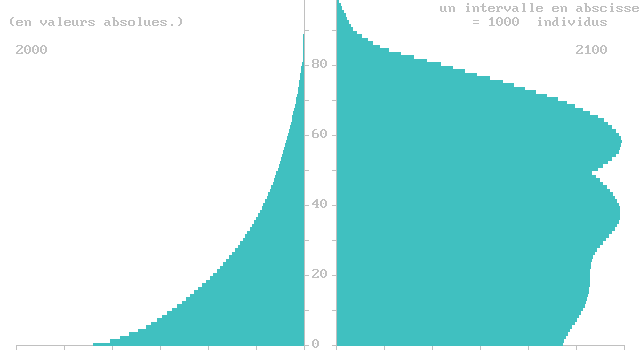 (en valeurs absolues.)
un intervalle en abscisse
= 1000 individus
2000
2100
80
60
40
20
0